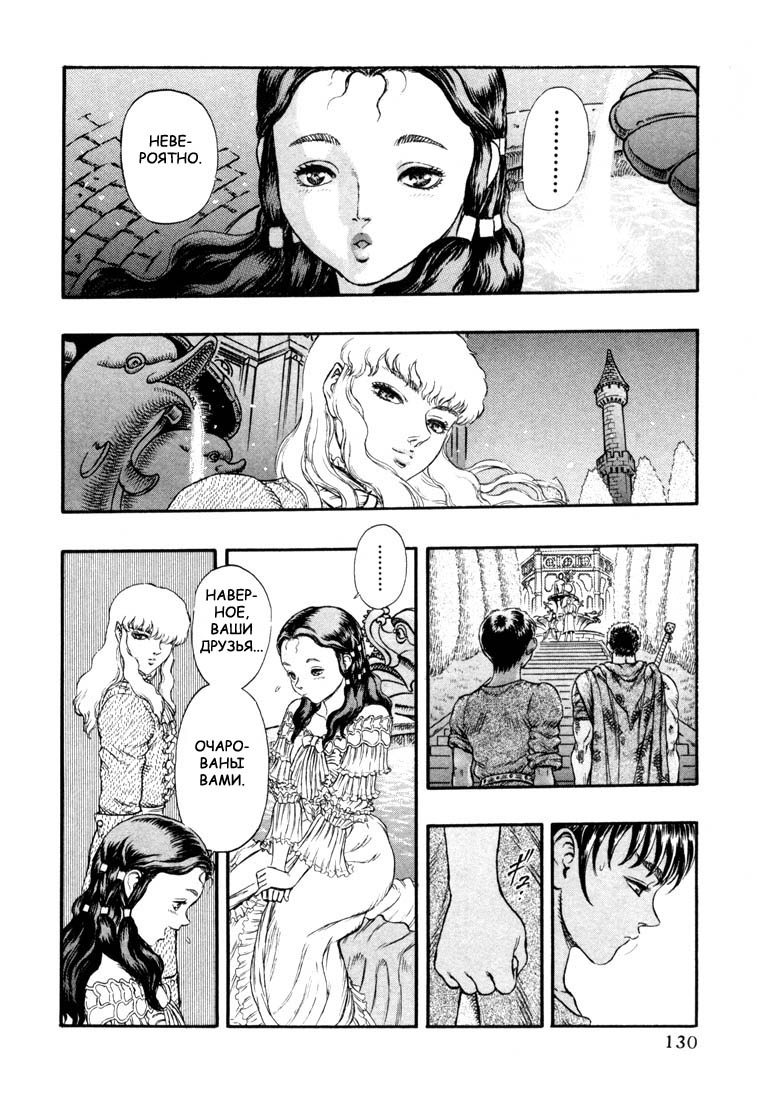 НЕВЕ-
РОЯТНО.
.........
.....
НАВЕР-
НОЕ,
ВАШИ
ДРУЗЬЯ...
ОЧАРО-
ВАНЫ
ВАМИ.
130